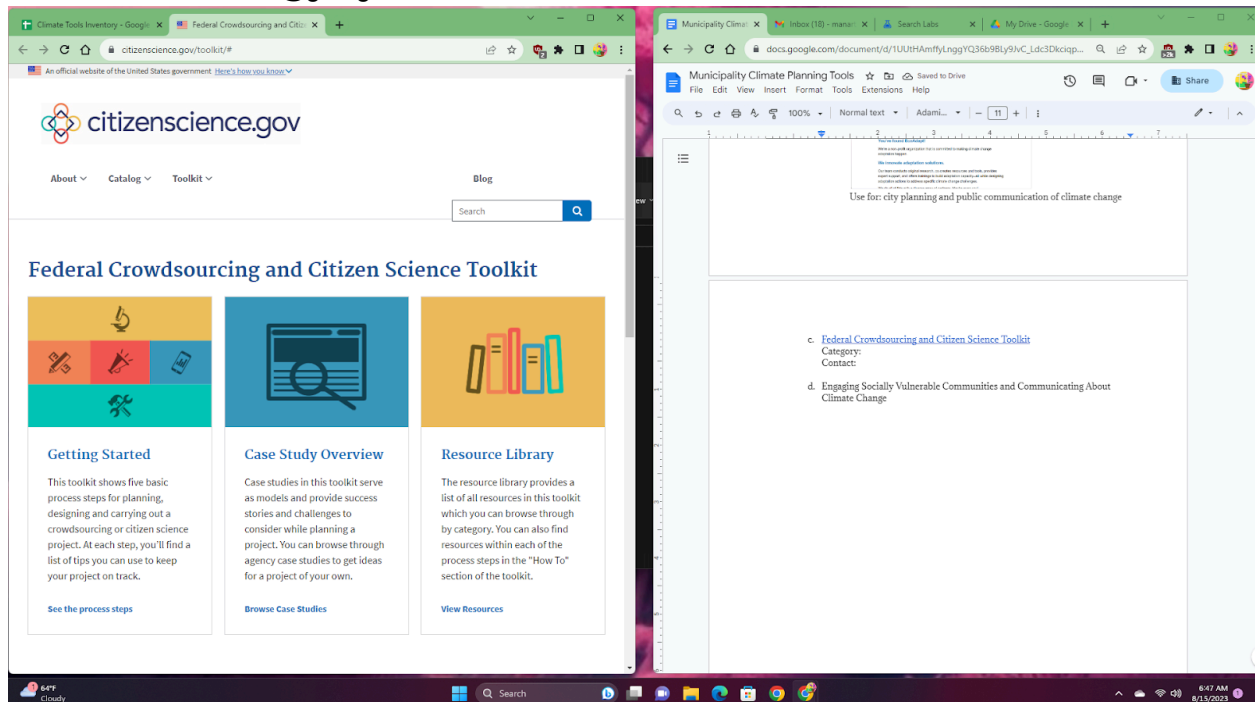 Climate Tools Inventory - Google
Federal Crowdsourcing and Citiz
citizenscience.gov/toolkit/#
An official website of the United States government Here's how you know
citizenscience.gov
About
Catalog
Toolkit
Blog
Search
Federal Crowdsourcing and Citizen Science Toolkit
Getting Started
This toolkit shows five basic
process steps for planning,
designing and carrying out a
crowdsourcing or citizen science
project. At each step, you'll find a
list of tips you can use to keep
your project on track.
See the process steps
Case Study Overview
Case studies in this toolkit serve
as models and provide success
stories and challenges to
consider while planning a
project. You can browse through
agency case studies to get ideas
for a project of your own.
Browse Case Studies
Resource Library
The resource library provides a
list of all resources in this toolkit
which you can browse through
by category. You can also find
resources within each of the
process steps in the "How To"
section of the toolkit.
View Resources
Municipality Climat
Inbox (18) - manan
Search Labs
My Drive - Google
Municipality Climate Planning Tools
Saved to Drive
File Edit View Insert Format Tools Extensions Help
Share
100%
Normal text
Adami...
11
1 2 3 4 5 6 7
Use for: city planning and public communication of climate change
c. Federal Crowdsourcing and Citizen Science Toolkit
Category:
Contact:
d. Engaging Socially Vulnerable Communities and Communicating About
Climate Change
64°F
Cloudy
Search
6:47 AM
8/15/2023